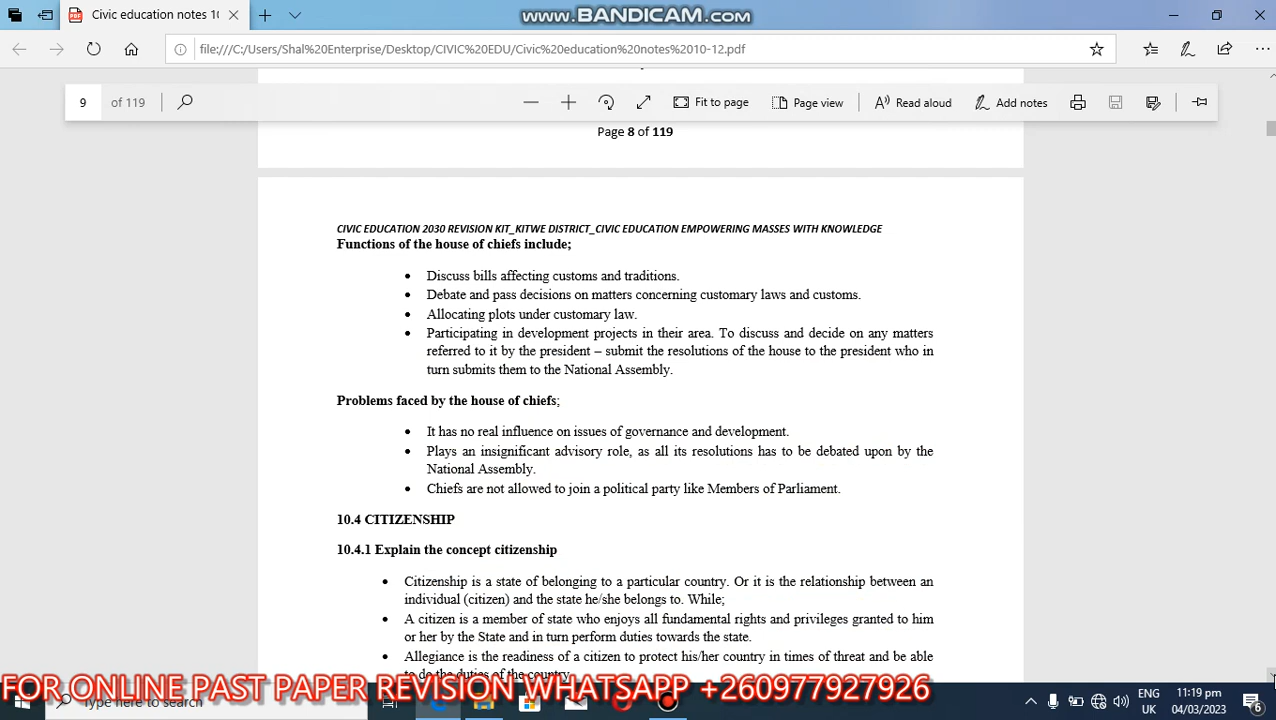 www.BANDICAM.com
Civic education notes 10
file:///C:/Users/Shal%20Enterprise/Desktop/CIVIC%20EDU/Civic%20education%20notes%2010-12.pdf
9 of 119
Fit to page
Page view
Read aloud
Add notes
Page 8 of 119
CIVIC EDUCATION 2030 REVISION KIT_KITWE DISTRICT_CIVIC EDUCATION EMPOWERING MASSES WITH KNOWLEDGE
Functions of the house of chiefs include;
• Discuss bills affecting customs and traditions.
• Debate and pass decisions on matters concerning customary laws and customs.
• Allocating plots under customary law.
• Participating in development projects in their area. To discuss and decide on any matters
referred to it by the president – submit the resolutions of the house to the president who in
turn submits them to the National Assembly.
Problems faced by the house of chiefs;
• It has no real influence on issues of governance and development.
• Plays an insignificant advisory role, as all its resolutions has to be debated upon by the
National Assembly.
• Chiefs are not allowed to join a political party like Members of Parliament.
10.4 CITIZENSHIP
10.4.1 Explain the concept citizenship
• Citizenship is a state of belonging to a particular country. Or it is the relationship between an
individual (citizen) and the state he/she belongs to. While;
• A citizen is a member of state who enjoys all fundamental rights and privileges granted to him
or her by the State and in turn perform duties towards the state.
• Allegiance is the readiness of a citizen to protect his/her country in times of threat and be able
to do the duties of the country.
FOR ONLINE PAST PAPER REVISION WHATSAPP +260977927926
Type here to search
ENG
UK
11:19 pm
04/03/2023
6